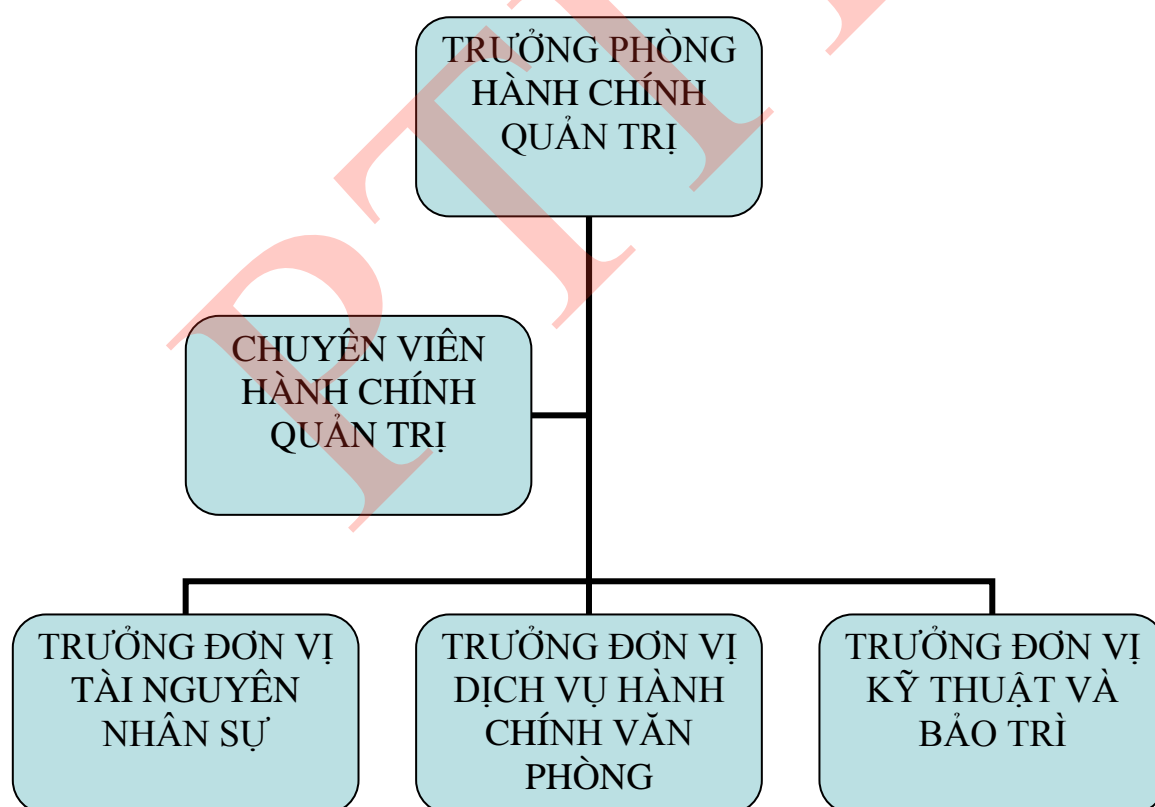 TRƯỞNG PHÒNG
HÀNH CHÍNH
QUẢN TRỊ
CHUYÊN VIÊN
HÀNH CHÍNH
QUẢN TRỊ
TRƯỞNG ĐƠN VỊ
TÀI NGUYÊN
NHÂN SỰ
TRƯỞNG ĐƠN VỊ
DỊCH VỤ HÀNH
CHÍNH VĂN
PHÒNG
TRƯỞNG ĐƠN VỊ
KỸ THUẬT VÀ
BẢO TRÌ